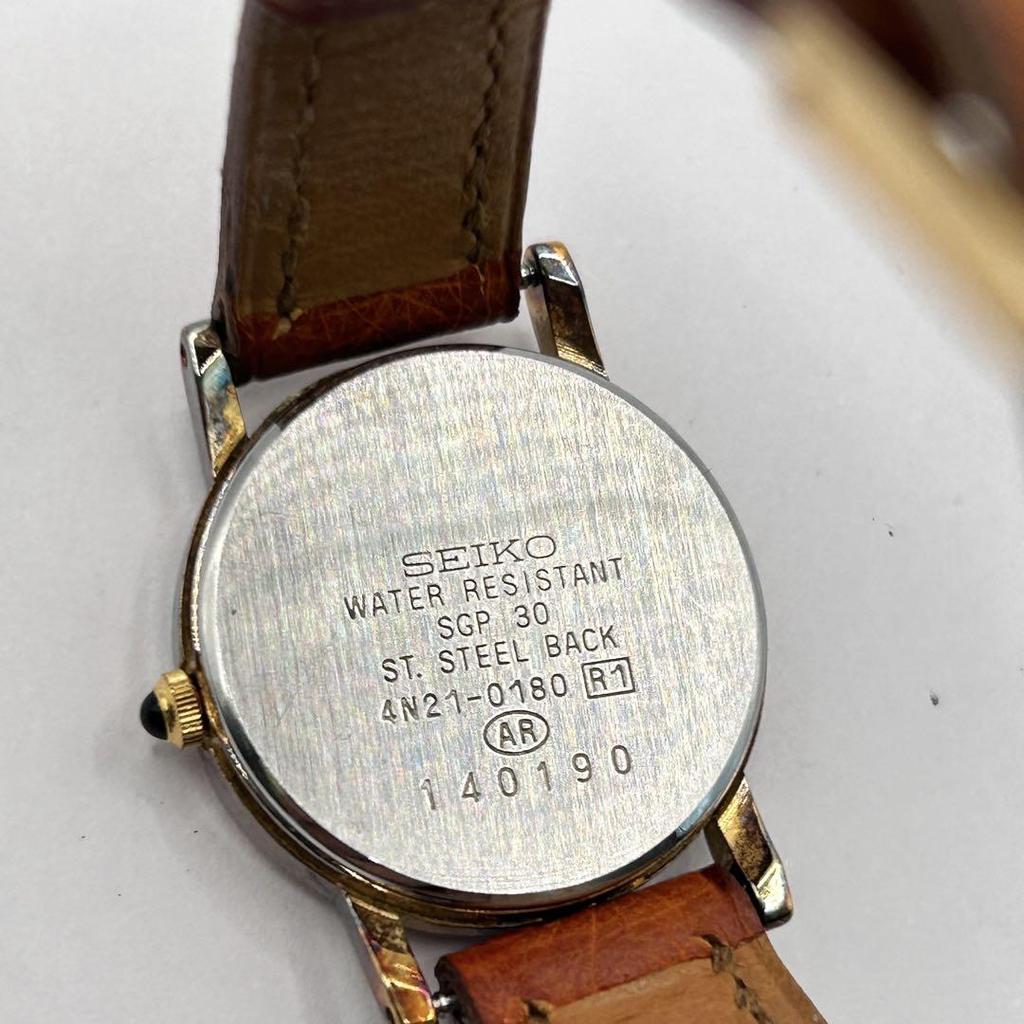 SEIKO
WATER RESISTANT
SGP 30
ST. STEEL BACK
4N21-0180 R1
AR
140190